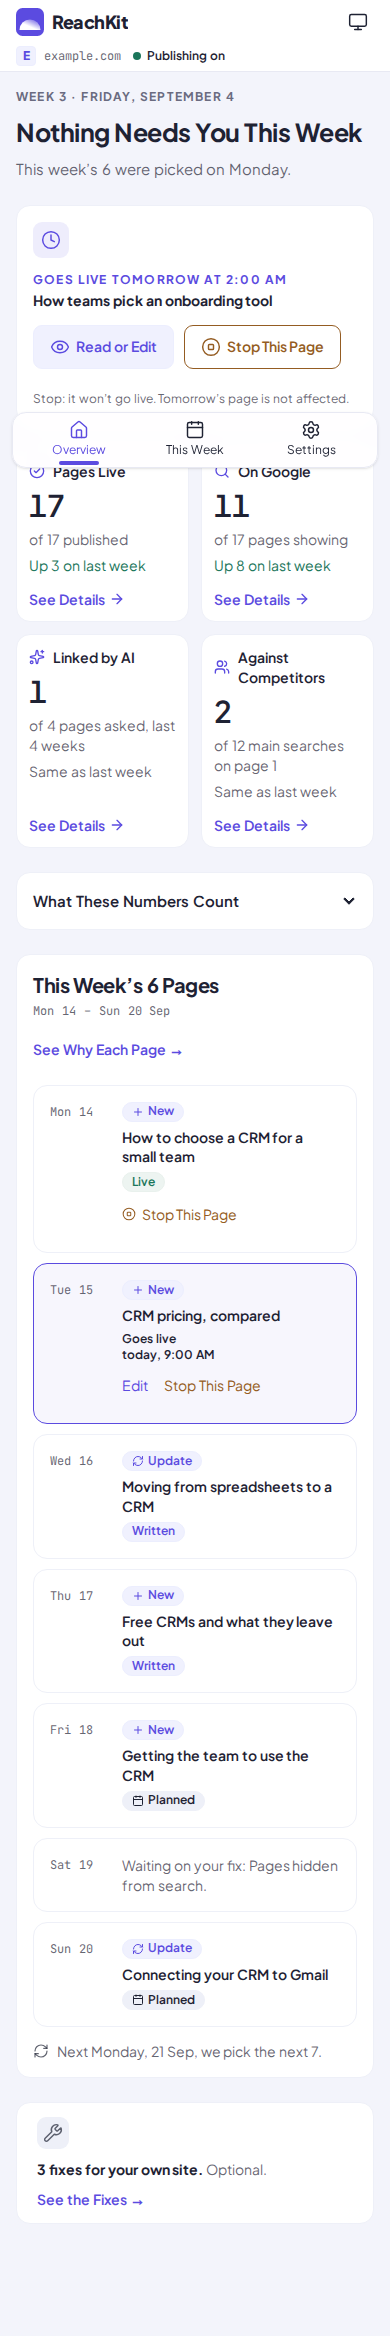 ReachKit
E example.com Publishing on
WEEK 3 · FRIDAY, SEPTEMBER 4
Nothing Needs You This Week
This week's 6 were picked on Monday.
GOES LIVE TOMORROW AT 2:00 AM
How teams pick an onboarding tool
Read or Edit
Stop This Page
Stop: it won't go live. Tomorrow's page is not affected.
Overview
This Week
Settings
Pages Live
17
of 17 published
Up 3 on last week
See Details →
On Google
11
of 17 pages showing
Up 8 on last week
See Details →
Linked by AI
1
of 4 pages asked, last
4 weeks
Same as last week
See Details →
Against
Competitors
2
of 12 main searches
on page 1
Same as last week
See Details →
What These Numbers Count
This Week's 6 Pages
Mon 14 – Sun 20 Sep
See Why Each Page →
Mon 14
New
How to choose a CRM for a
small team
Live
Stop This Page
Tue 15
New
CRM pricing, compared
Goes live
today, 9:00 AM
Edit
Stop This Page
Wed 16
Update
Moving from spreadsheets to a
CRM
Written
Thu 17
New
Free CRMs and what they leave
out
Written
Fri 18
New
Getting the team to use the
CRM
Planned
Sat 19
Waiting on your fix: Pages hidden
from search.
Sun 20
Update
Connecting your CRM to Gmail
Planned
Next Monday, 21 Sep, we pick the next 7.
3 fixes for your own site. Optional.
See the Fixes →